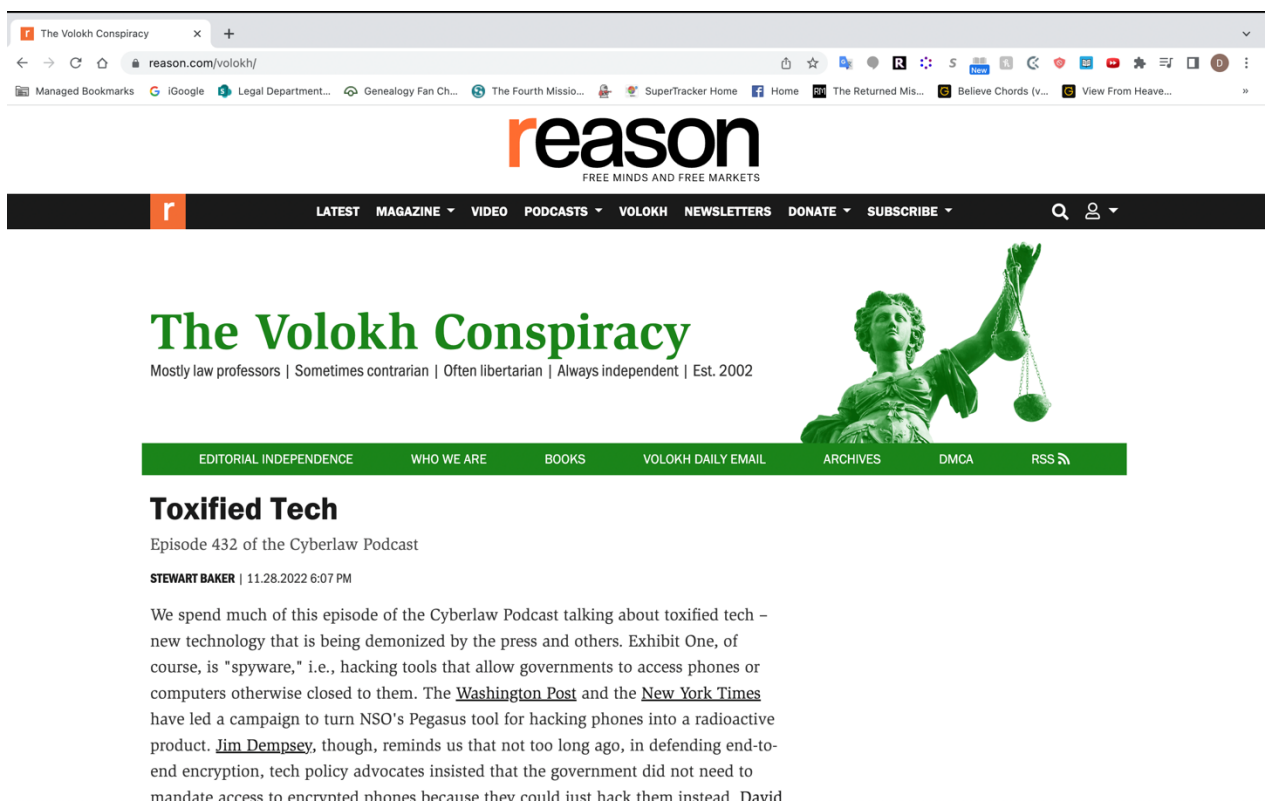 The Volokh Conspiracy
reason.com/volokh/
New
D
Managed Bookmarks iGoogle Legal Department... Genealogy Fan Ch... The Fourth Missio... SuperTracker Home Home RM The Returned Mis... Believe Chords (v... View From Heave... »
reason
FREE MINDS AND FREE MARKETS
r LATEST MAGAZINE VIDEO PODCASTS VOLOKH NEWSLETTERS DONATE SUBSCRIBE
The Volokh Conspiracy
Mostly law professors | Sometimes contrarian | Often libertarian | Always independent | Est. 2002
EDITORIAL INDEPENDENCE WHO WE ARE BOOKS VOLOKH DAILY EMAIL ARCHIVES DMCA RSS
Toxified Tech
Episode 432 of the Cyberlaw Podcast
STEWART BAKER | 11.28.2022 6:07 PM
We spend much of this episode of the Cyberlaw Podcast talking about toxified tech –
new technology that is being demonized by the press and others. Exhibit One, of
course, is "spyware," i.e., hacking tools that allow governments to access phones or
computers otherwise closed to them. The Washington Post and the New York Times
have led a campaign to turn NSO's Pegasus tool for hacking phones into a radioactive
product. Jim Dempsey, though, reminds us that not too long ago, in defending end-to-
end encryption, tech policy advocates insisted that the government did not need to
mandate access to encrypted phones because they could just hack them instead. David